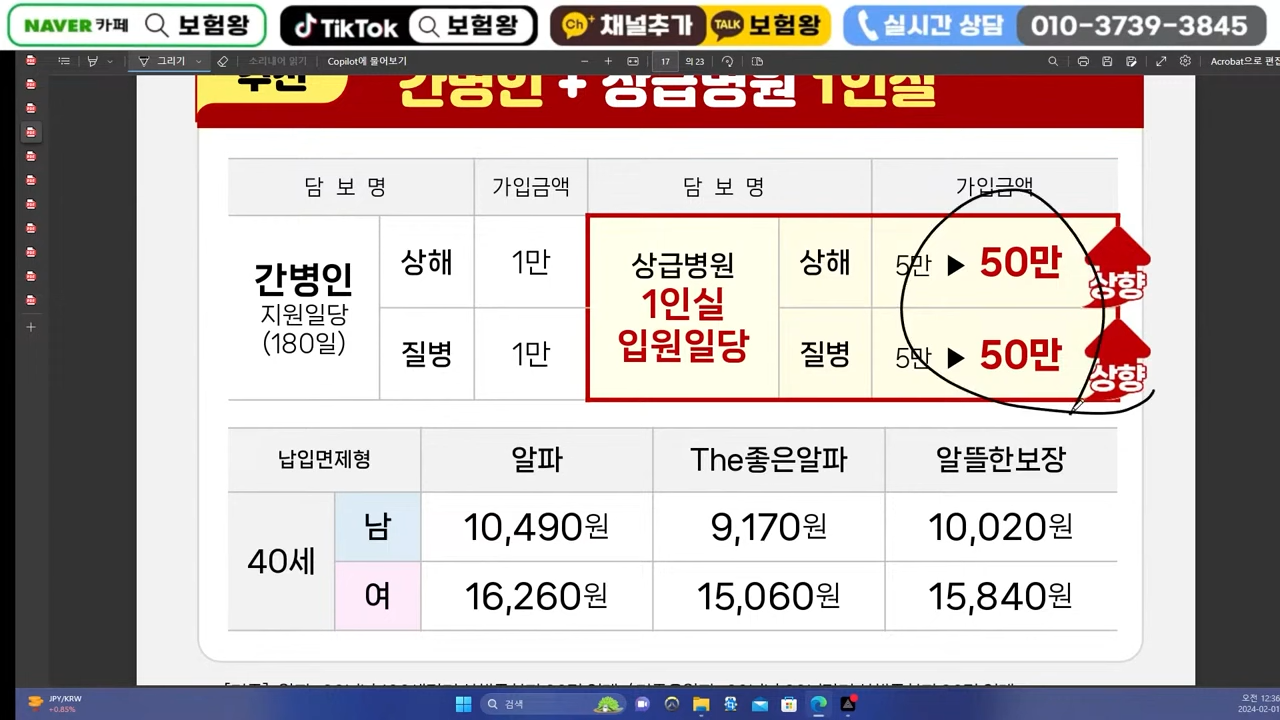 NAVER 카페 보험왕 TikTok 보험왕 Ch+ 채널추가 TALK 보험왕 실시간 상담 010-3739-3845
그리기 소리내어 읽기 Copilot에 물어보기 17 의 23 Acrobat으로 편집
간병인 + 상급병원 1인실
담 보 명 가입금액 담 보 명 가입금액
간병인
지원일당
(180일)
상해 1만
질병 1만
상급병원
1인실
입원일당
상해 5만 ▶ 50만 상향
질병 5만 ▶ 50만 상향
납입면제형 알파 The좋은알파 알뜰한보장
40세
남 10,490원 9,170원 10,020원
여 16,260원 15,060원 15,840원
JPY/KRW
+0.85%
검색
오전 12:36
2024-02-01